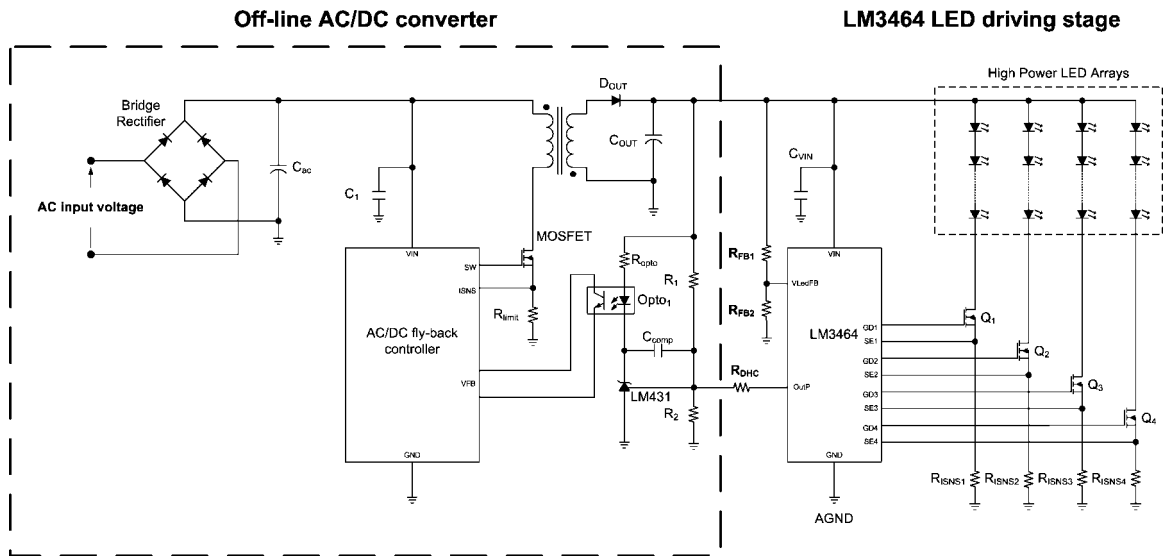 Off-line AC/DC converter
LM3464 LED driving stage
High Power LED Arrays
Bridge
Rectifier
AC input voltage
Cac
C1
DOUT
COUT
CVIN
MOSFET
VIN
SW
ISNS
AC/DC fly-back
controller
VFB
GND
Rlimit
Ropto
Opto1
R1
Ccomp
LM431
R2
RDHC
RFB1
RFB2
VIN
VLedFB
LM3464
OutP
GND
AGND
GD1
SE1
GD2
SE2
GD3
SE3
GD4
SE4
Q1
Q2
Q3
Q4
RISNS1
RISNS2
RISNS3
RISNS4